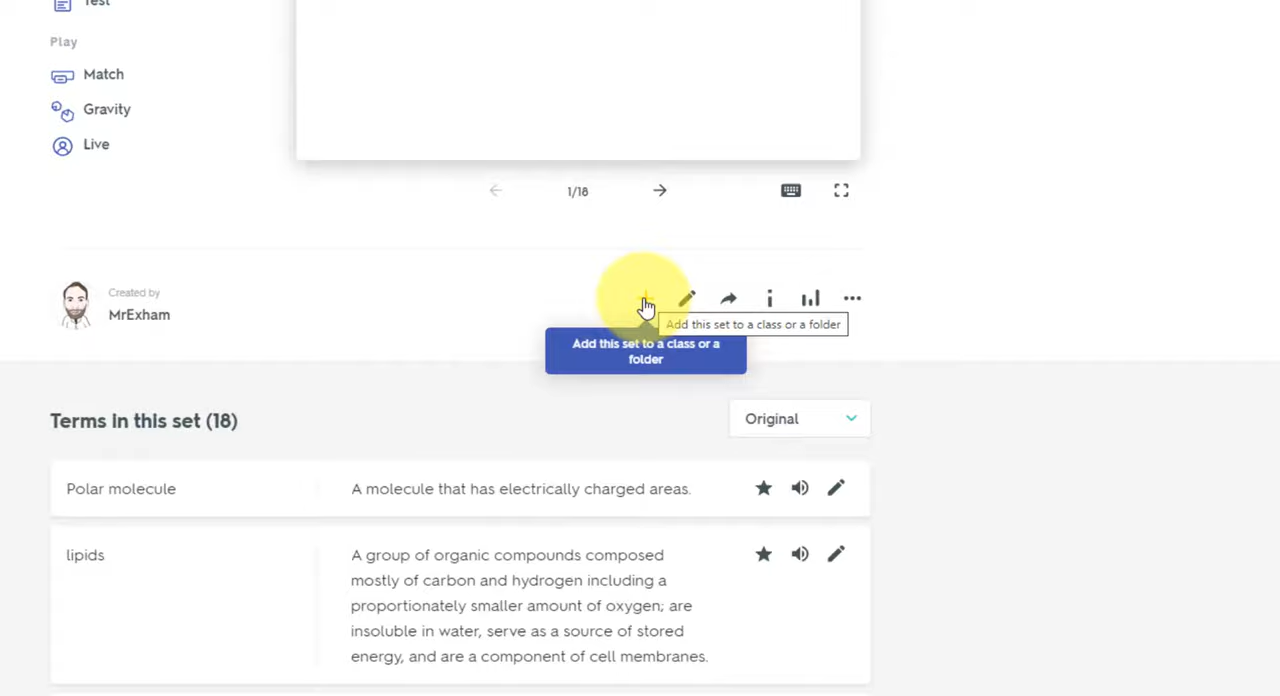 Test
Play
Match
Gravity
Live
1/18
Created by
MrExham
Add this set to a class or a folder
Add this set to a class or a
folder
Terms in this set (18)
Original
Polar molecule
A molecule that has electrically charged areas.
lipids
A group of organic compounds composed
mostly of carbon and hydrogen including a
proportionately smaller amount of oxygen; are
insoluble in water, serve as a source of stored
energy, and are a component of cell membranes.